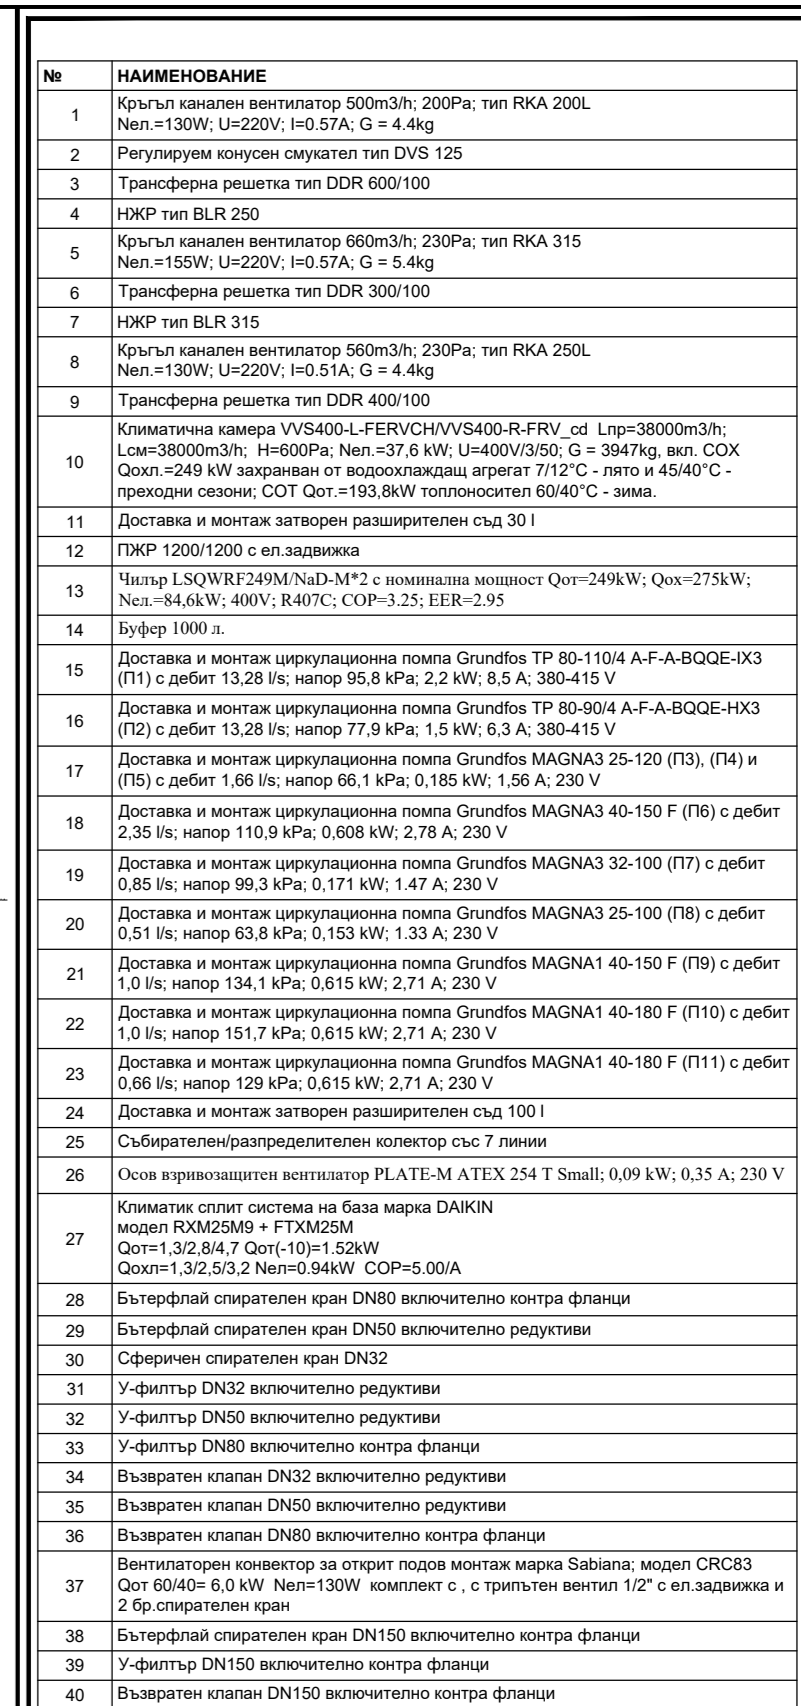 № НАИМЕНОВАНИЕ
1 Кръгъл канален вентилатор 500m3/h; 200Pa; тип RKA 200L
Nел.=130W; U=220V; I=0.57A; G = 4.4kg
2 Регулируем конусен смукател тип DVS 125
3 Трансферна решетка тип DDR 600/100
4 НЖР тип BLR 250
5 Кръгъл канален вентилатор 660m3/h; 230Pa; тип RKA 315
Nел.=155W; U=220V; I=0.57A; G = 5.4kg
6 Трансферна решетка тип DDR 300/100
7 НЖР тип BLR 315
8 Кръгъл канален вентилатор 560m3/h; 230Pa; тип RKA 250L
Nел.=130W; U=220V; I=0.51A; G = 4.4kg
9 Трансферна решетка тип DDR 400/100
10 Климатична камера VVS400-L-FERVCH/VVS400-R-FRV_cd Lпр=38000m3/h;
Lсм=38000m3/h; H=600Pa; Nел.=37,6 kW; U=400V/3/50; G = 3947kg, вкл. СОХ
Qохл.=249 kW захранван от водоохлаждащ агрегат 7/12°C - лято и 45/40°C -
преходни сезони; СОТ Qот.=193,8kW топлоносител 60/40°C - зима.
11 Доставка и монтаж затворен разширителен съд 30 l
12 ПЖР 1200/1200 с ел.задвижка
13 Чилър LSQWRF249M/NaD-M*2 с номинална мощност Qот=249kW; Qох=275kW;
Nел.=84,6kW; 400V; R407C; COP=3.25; EER=2.95
14 Буфер 1000 л.
15 Доставка и монтаж циркулационна помпа Grundfos TP 80-110/4 A-F-A-BQQE-IX3
(П1) с дебит 13,28 l/s; напор 95,8 kPa; 2,2 kW; 8,5 A; 380-415 V
16 Доставка и монтаж циркулационна помпа Grundfos TP 80-90/4 A-F-A-BQQE-HX3
(П2) с дебит 13,28 l/s; напор 77,9 kPa; 1,5 kW; 6,3 A; 380-415 V
17 Доставка и монтаж циркулационна помпа Grundfos MAGNA3 25-120 (П3), (П4) и
(П5) с дебит 1,66 l/s; напор 66,1 kPa; 0,185 kW; 1,56 A; 230 V
18 Доставка и монтаж циркулационна помпа Grundfos MAGNA3 40-150 F (П6) с дебит
2,35 l/s; напор 110,9 kPa; 0,608 kW; 2,78 A; 230 V
19 Доставка и монтаж циркулационна помпа Grundfos MAGNA3 32-100 (П7) с дебит
0,85 l/s; напор 99,3 kPa; 0,171 kW; 1.47 A; 230 V
20 Доставка и монтаж циркулационна помпа Grundfos MAGNA3 25-100 (П8) с дебит
0,51 l/s; напор 63,8 kPa; 0,153 kW; 1.33 A; 230 V
21 Доставка и монтаж циркулационна помпа Grundfos MAGNA1 40-150 F (П9) с дебит
1,0 l/s; напор 134,1 kPa; 0,615 kW; 2,71 A; 230 V
22 Доставка и монтаж циркулационна помпа Grundfos MAGNA1 40-180 F (П10) с дебит
1,0 l/s; напор 151,7 kPa; 0,615 kW; 2,71 A; 230 V
23 Доставка и монтаж циркулационна помпа Grundfos MAGNA1 40-180 F (П11) с дебит
0,66 l/s; напор 129 kPa; 0,615 kW; 2,71 A; 230 V
24 Доставка и монтаж затворен разширителен съд 100 l
25 Събирателен/разпределителен колектор със 7 линии
26 Осов взривозащитен вентилатор PLATE-M ATEX 254 T Small; 0,09 kW; 0,35 A; 230 V
27 Климатик сплит система на база марка DAIKIN
модел RXM25M9 + FTXM25M
Qот=1,3/2,8/4,7 Qот(-10)=1.52kW
Qохл=1,3/2,5/3,2 Nел=0.94kW COP=5.00/A
28 Бътерфлай спирателен кран DN80 включително контра фланци
29 Бътерфлай спирателен кран DN50 включително редуктиви
30 Сферичен спирателен кран DN32
31 У-филтър DN32 включително редуктиви
32 У-филтър DN50 включително редуктиви
33 У-филтър DN80 включително контра фланци
34 Възвратен клапан DN32 включително редуктиви
35 Възвратен клапан DN50 включително редуктиви
36 Възвратен клапан DN80 включително контра фланци
37 Вентилаторен конвектор за открит подов монтаж марка Sabiana; модел CRC83
Qот 60/40= 6,0 kW Nел=130W комплект с , с трипътен вентил 1/2" с ел.задвижка и
2 бр.спирателен кран
38 Бътерфлай спирателен кран DN150 включително контра фланци
39 У-филтър DN150 включително контра фланци
40 Възвратен клапан DN150 включително контра фланци